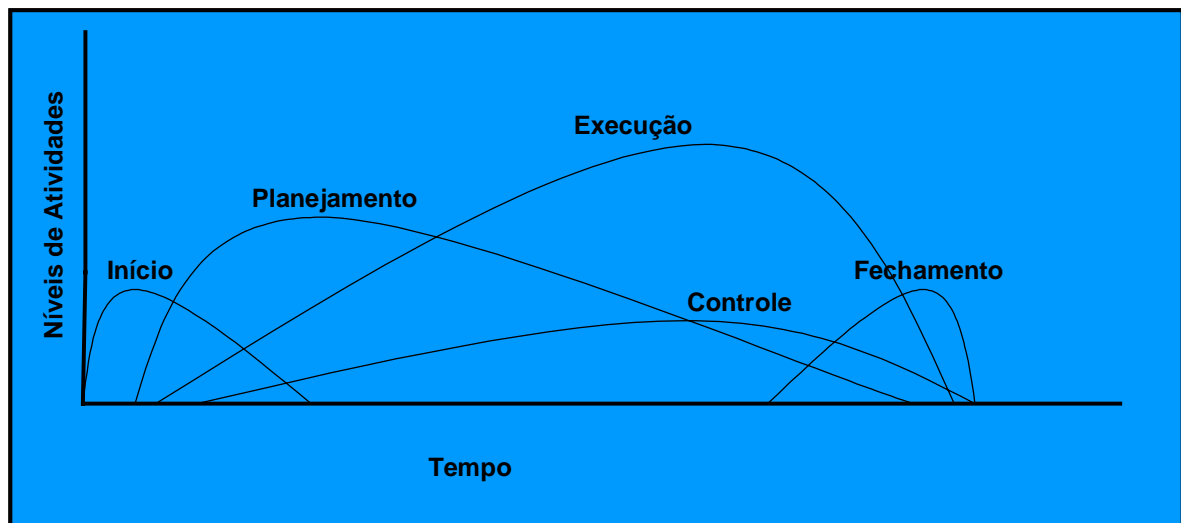 Execução
Planejamento
Início
Fechamento
Controle
Níveis de Atividades
Tempo